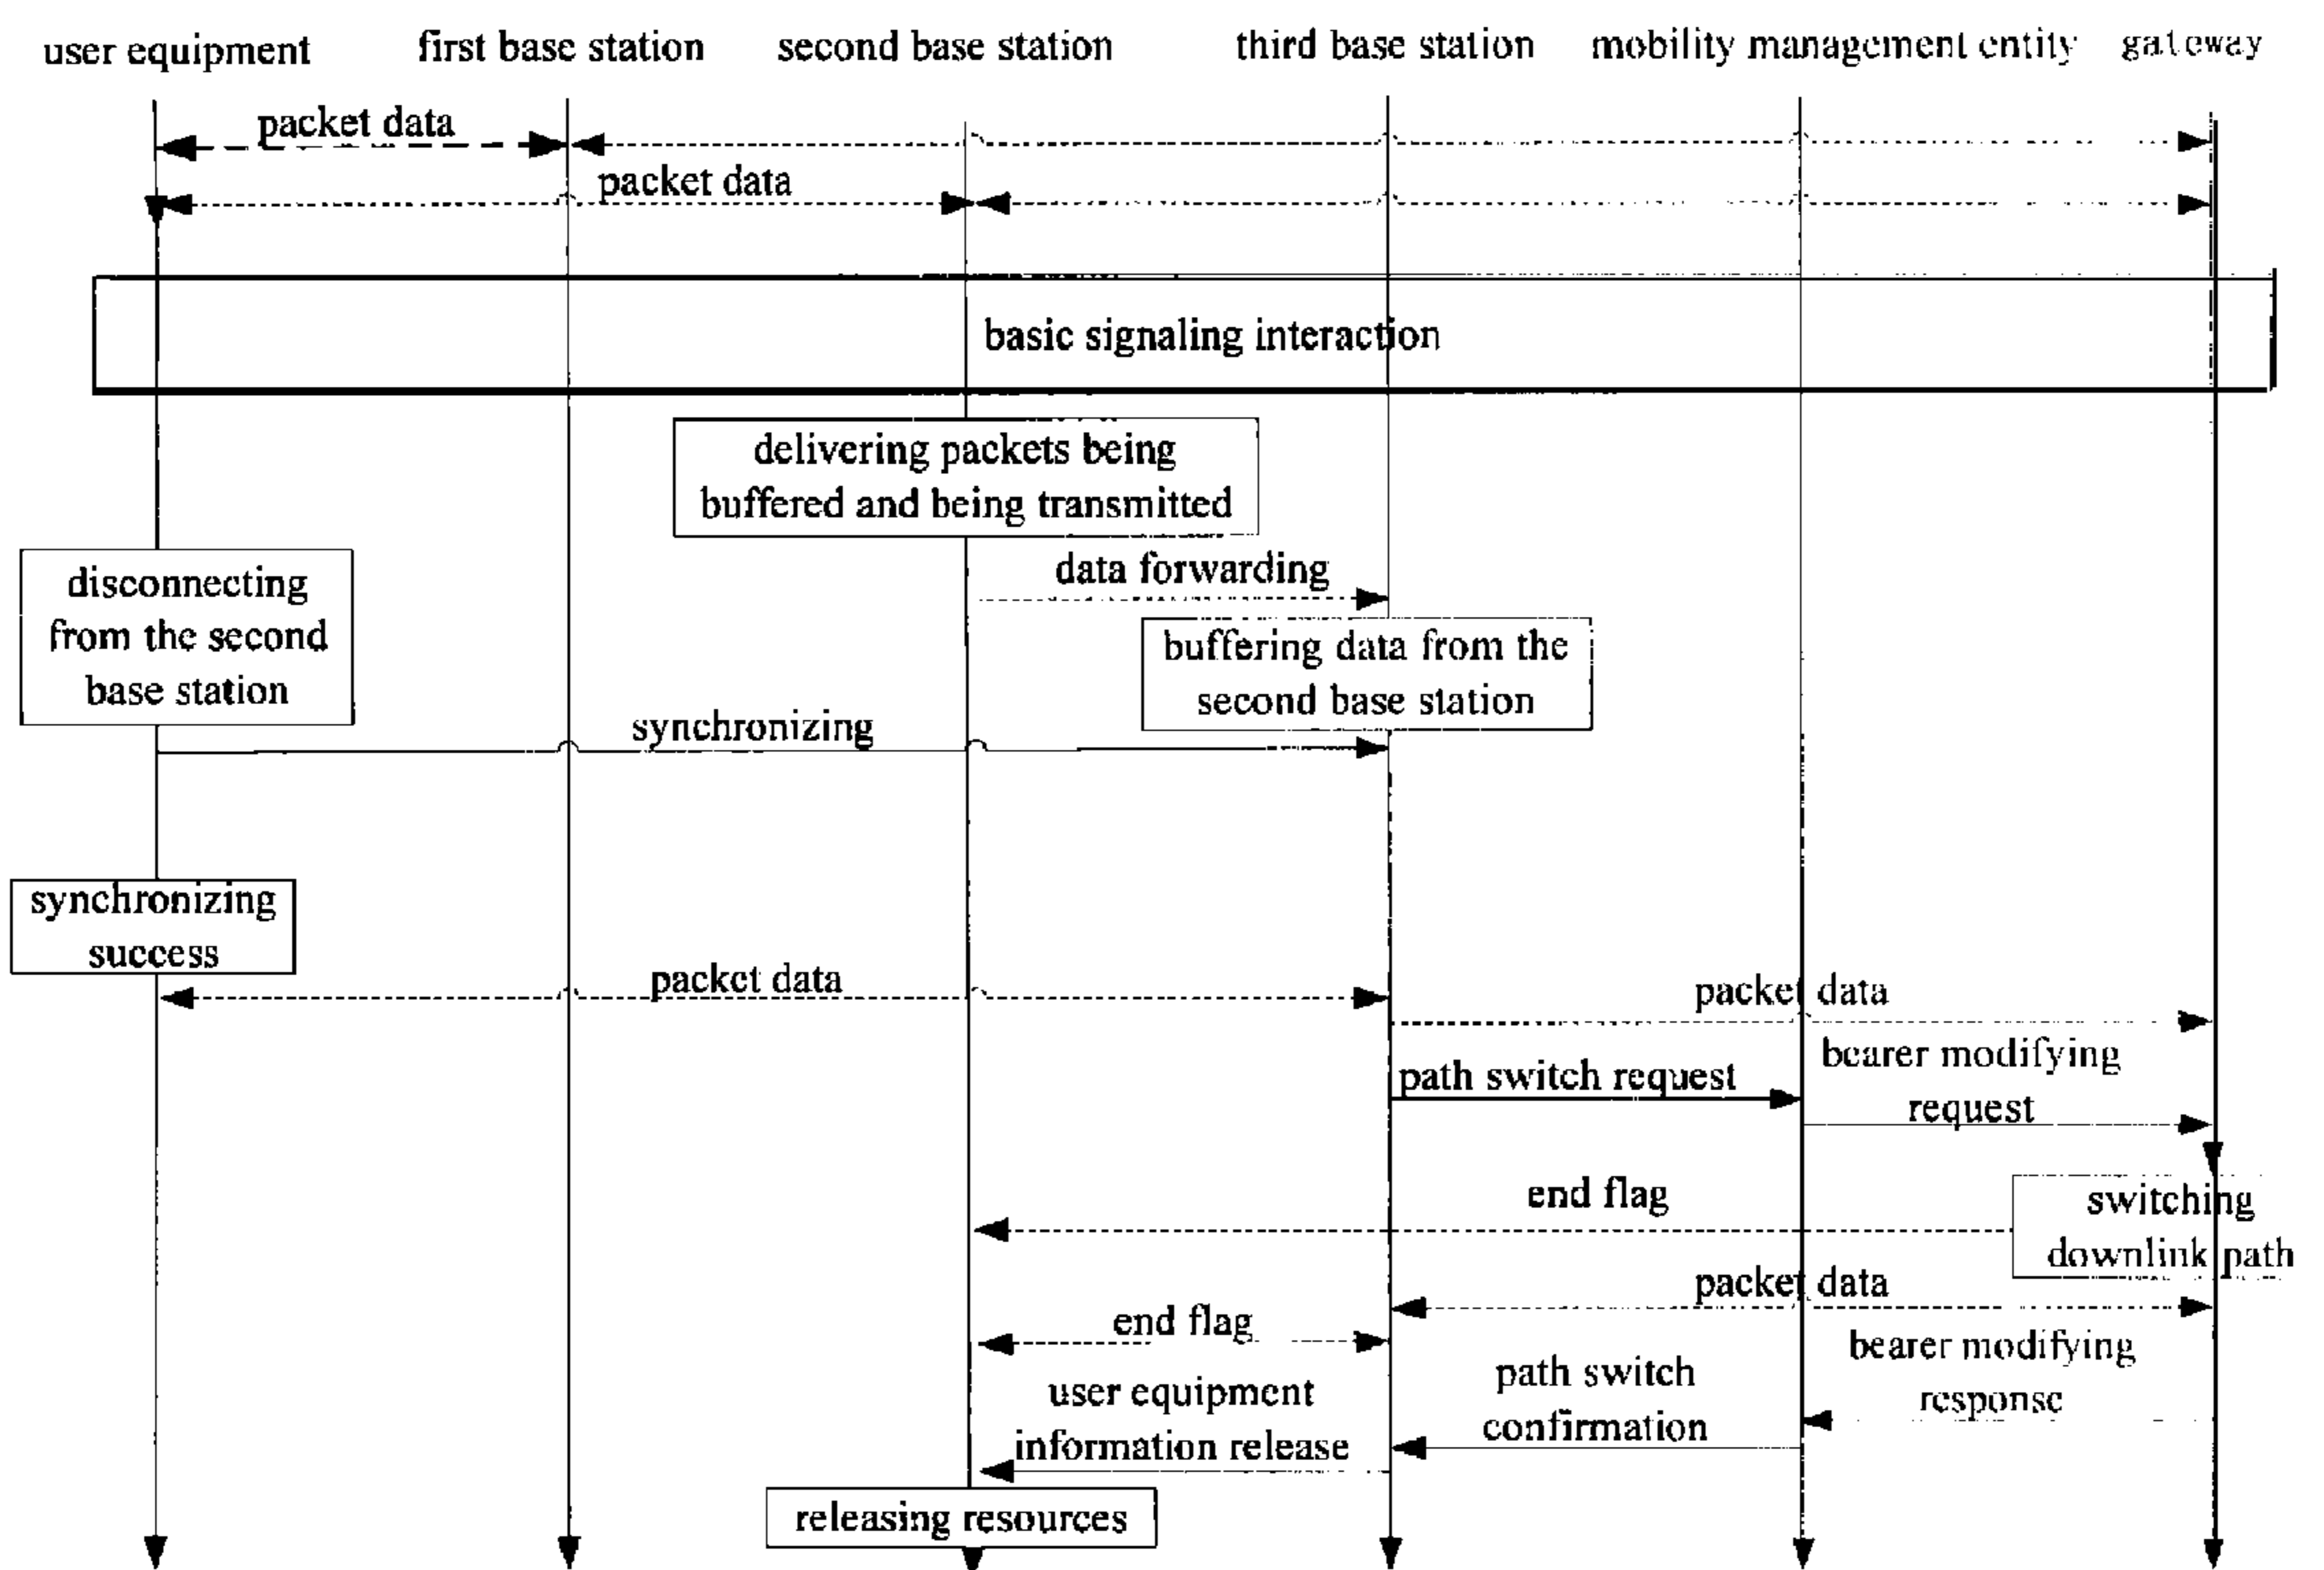 user equipment
first base station
second base station
third base station
mobility management entity
gateway
packet data
packet data
basic signaling interaction
delivering packets being
buffered and being transmitted
disconnecting
from the second
base station
data forwarding
buffering data from the
second base station
synchronizing
synchronizing
success
packet data
packet data
bearer modifying
request
path switch request
end flag
switching
downlink path
packet data
end flag
bearer modifying
response
path switch
confirmation
user equipment
information release
releasing resources